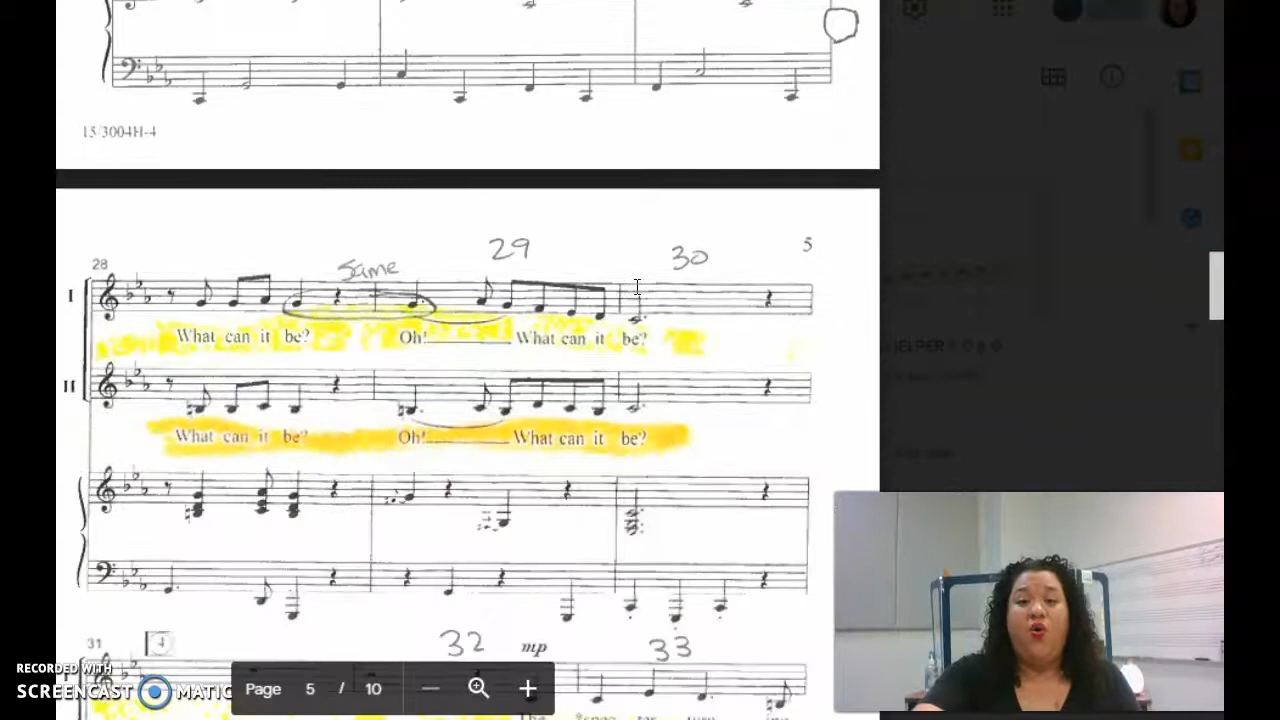 15/3004H-4
5
29
30
28
Same
I
What can it be? Oh! What can it be?
II
What can it be? Oh! What can it be?
31
4
32
mp
33
RECORDED WITH
SCREENCAST MATIC
Page 5 / 10